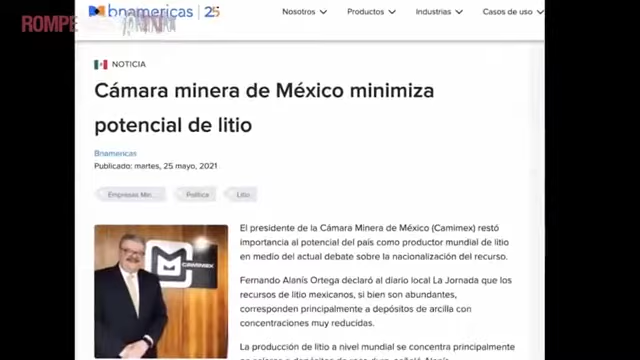 ROMPE
bnamericas | 25
Nosotros Productos Industrias Casos de uso
NOTICIA
Cámara minera de México minimiza
potencial de litio
Bnamericas
Publicado: martes, 25 mayo, 2021
Empresas Min... Política Litio
El presidente de la Cámara Minera de México (Camimex) restó
importancia al potencial del país como productor mundial de litio
en medio del actual debate sobre la nacionalización del recurso.
CAMIMEX
Fernando Alanís Ortega declaró al diario local La Jornada que los
recursos de litio mexicanos, si bien son abundantes,
corresponden principalmente a depósitos de arcilla con
concentraciones muy reducidas.
La producción de litio a nivel mundial se concentra principalmente